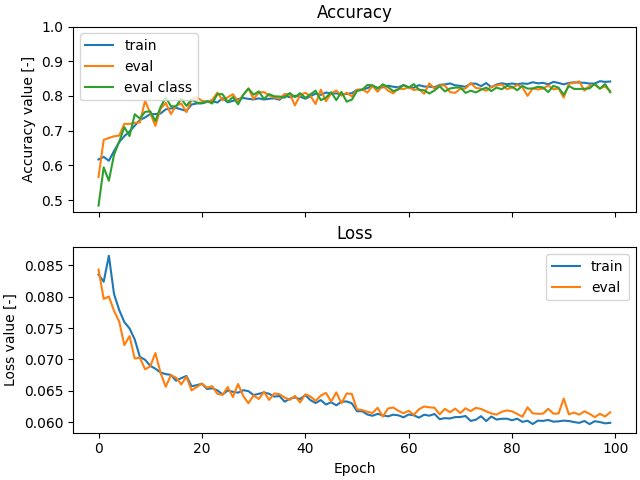 Accuracy
Accuracy value [-]
1.0
0.9
0.8
0.7
0.6
0.5
train
eval
eval class
Loss
Loss value [-]
0.085
0.080
0.075
0.070
0.065
0.060
train
eval
0 20 40 60 80 100
Epoch